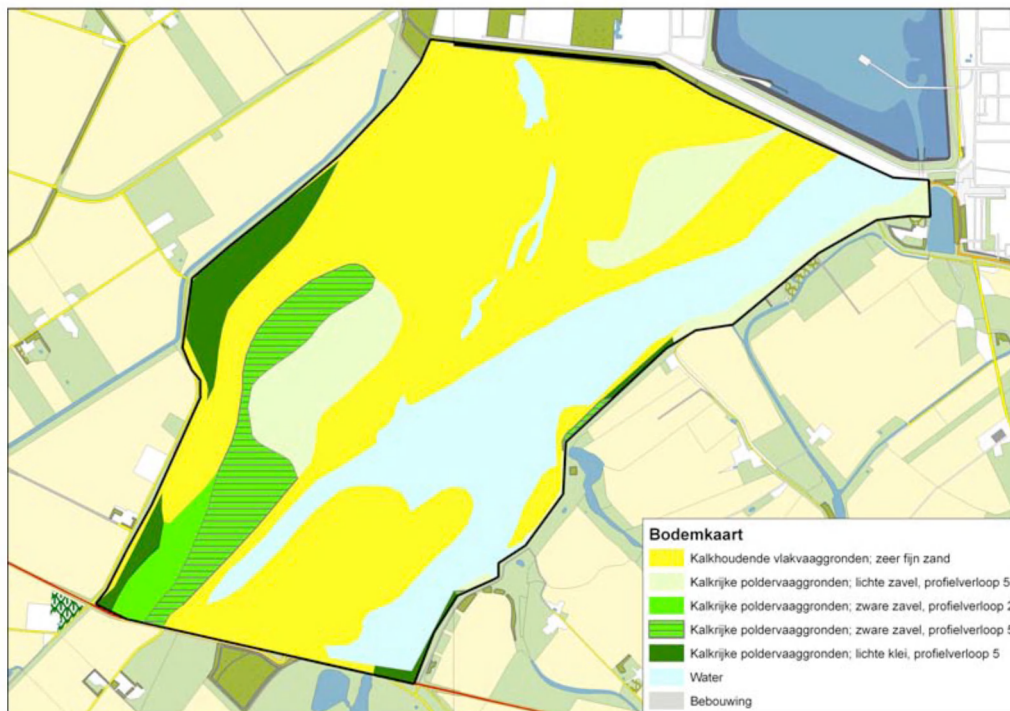 Bodemkaart
Kalkhoudende vlakvaaggronden; zeer fijn zand
Kalkrijke poldervaaggronden; lichte zavel, profielverloop 5
Kalkrijke poldervaaggronden; zware zavel, profielverloop 2
Kalkrijke poldervaaggronden; zware zavel, profielverloop 5
Kalkrijke poldervaaggronden; lichte klei, profielverloop 5
Water
Bebouwing